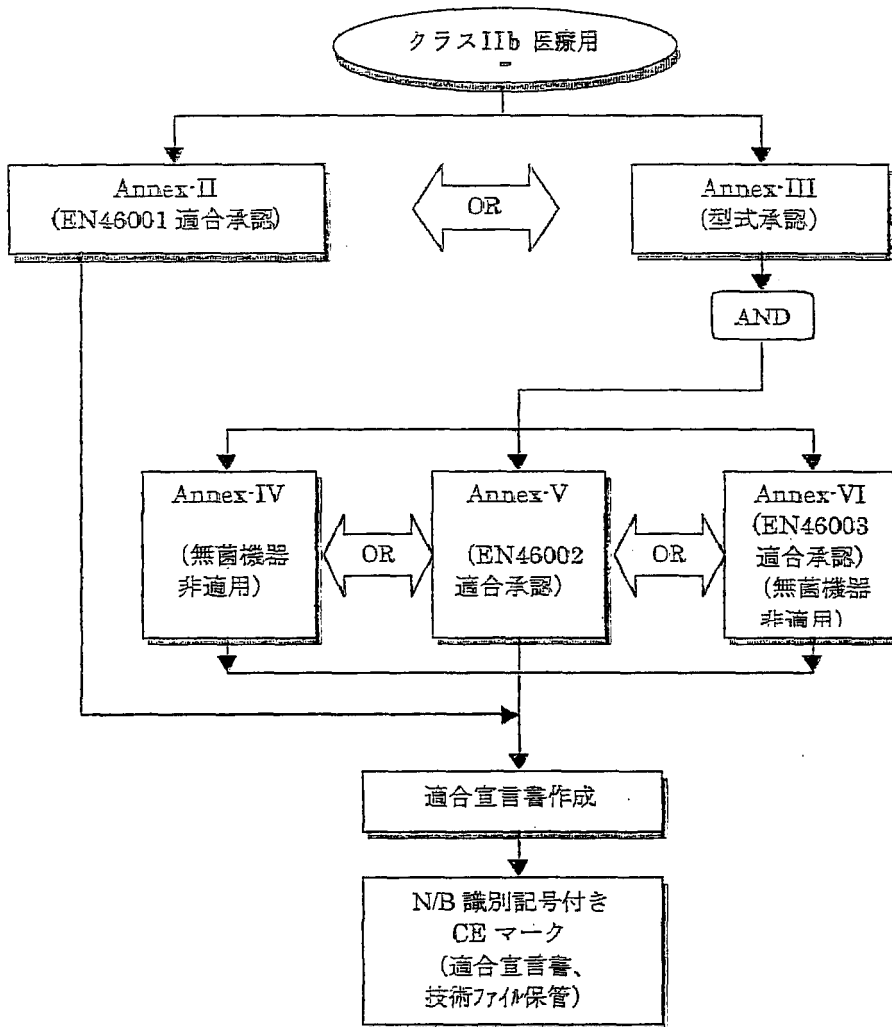 クラスIIb 医療用
Annex-II
(EN46001 適合承認)
OR
Annex-III
(型式承認)
AND
Annex-IV
(無菌機器
非適用)
OR
Annex-V
(EN46002
適合承認)
OR
Annex-VI
(EN46003
適合承認)
(無菌機器
非適用)
適合宣言書作成
N/B 識別記号付き
CE マーク
(適合宣言書、
技術ファイル保管)